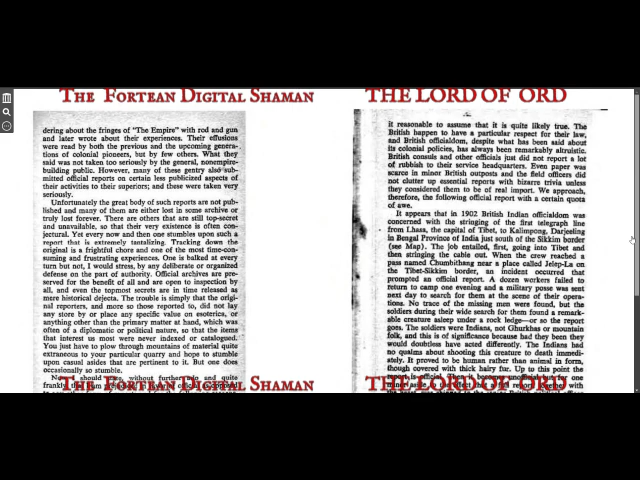 THE FORTEAN DIGITAL SHAMAN
dering about the fringes of "The Empire" with rod and gun
and later wrote about their experiences. Their effusions
were read by both the previous and the upcoming genera-
tions of colonial pioneers, but by few others. What they
said was not taken too seriously by the general, nonempire-
building public. However, many of these gentry also sub-
mitted official reports on certain less publicized aspects of
their activities to their superiors; and these were taken very
seriously.
Unfortunately the great body of such reports are not pub-
lished and many of them are either lost in some archive or
truly lost forever. There are others that are still top-secret
and unavailable, so that their very existence is often con-
jectural. Yet every now and then one stumbles upon such a
report that is extremely tantalizing. Tracking down the
original is a frightful chore and one of the most time-con-
suming and frustrating experiences. One is balked at every
turn but not, I would stress, by any deliberate or organized
defense on the part of authority. Official archives are pre-
served for the benefit of all and are open to inspection by
all, and even the topmost secrets are in time released as
mere historical dejecta. The trouble is simply that the origi-
nal reporters, and more so those reported to, did not lay
any store by or place any specific value on esoterica, or
anything other than the primary matter at hand, which was
often of a diplomatic or political nature, so that the items
that interest us most were never indexed or catalogued.
You just have to plow through mountains of material quite
extraneous to your particular quarry and hope to stumble
upon casual asides that are pertinent to it. But one does
occasionally so stumble.
THE FORTEAN DIGITAL SHAMAN
THE LORD OF ORD
it reasonable to assume that it is quite likely true. The
British happen to have a particular respect for their law,
and British officialdom, despite what has been said about
its colonial policies, has always been remarkably altruistic.
British consuls and other officials just did not report a lot
of rubbish to their service headquarters. Even paper was
scarce in minor British outposts and the field officers did
not clutter up essential reports with bizarre trivia unless
they considered them to be of real import. We approach,
therefore, the following official report with a certain quota
of awe.
It appears that in 1902 British Indian officialdom was
concerned with the stringing of the first telegraph line
from Lhasa, the capital of Tibet, to Kalimpong, Darjeeling
in Bengal Province of India just south of the Sikkim border
(see Map). The job entailed, first, going into Tibet and
then stringing the cable out. When the crew reached a
pass named Chumbithang near a place called Jelep-La on
the Tibet-Sikkim border, an incident occurred that
prompted an official report. A dozen workers failed to
return to camp one evening and a military posse was sent
next day to search for them at the scene of their opera-
tions. No trace of the missing men were found, but the
soldiers during their wide search for them found a remark-
able creature asleep under a rock ledge—or so the report
goes. The soldiers were Indians, not Ghurkhas or mountain
folk, and this is of significance because had they been they
would doubtless have acted differently. The Indians had
no qualms about shooting this creature to death immedi-
ately. It proved to be human rather than animal in form,
though covered with thick hairy fur. Up to this point the
THE LORD OF ORD